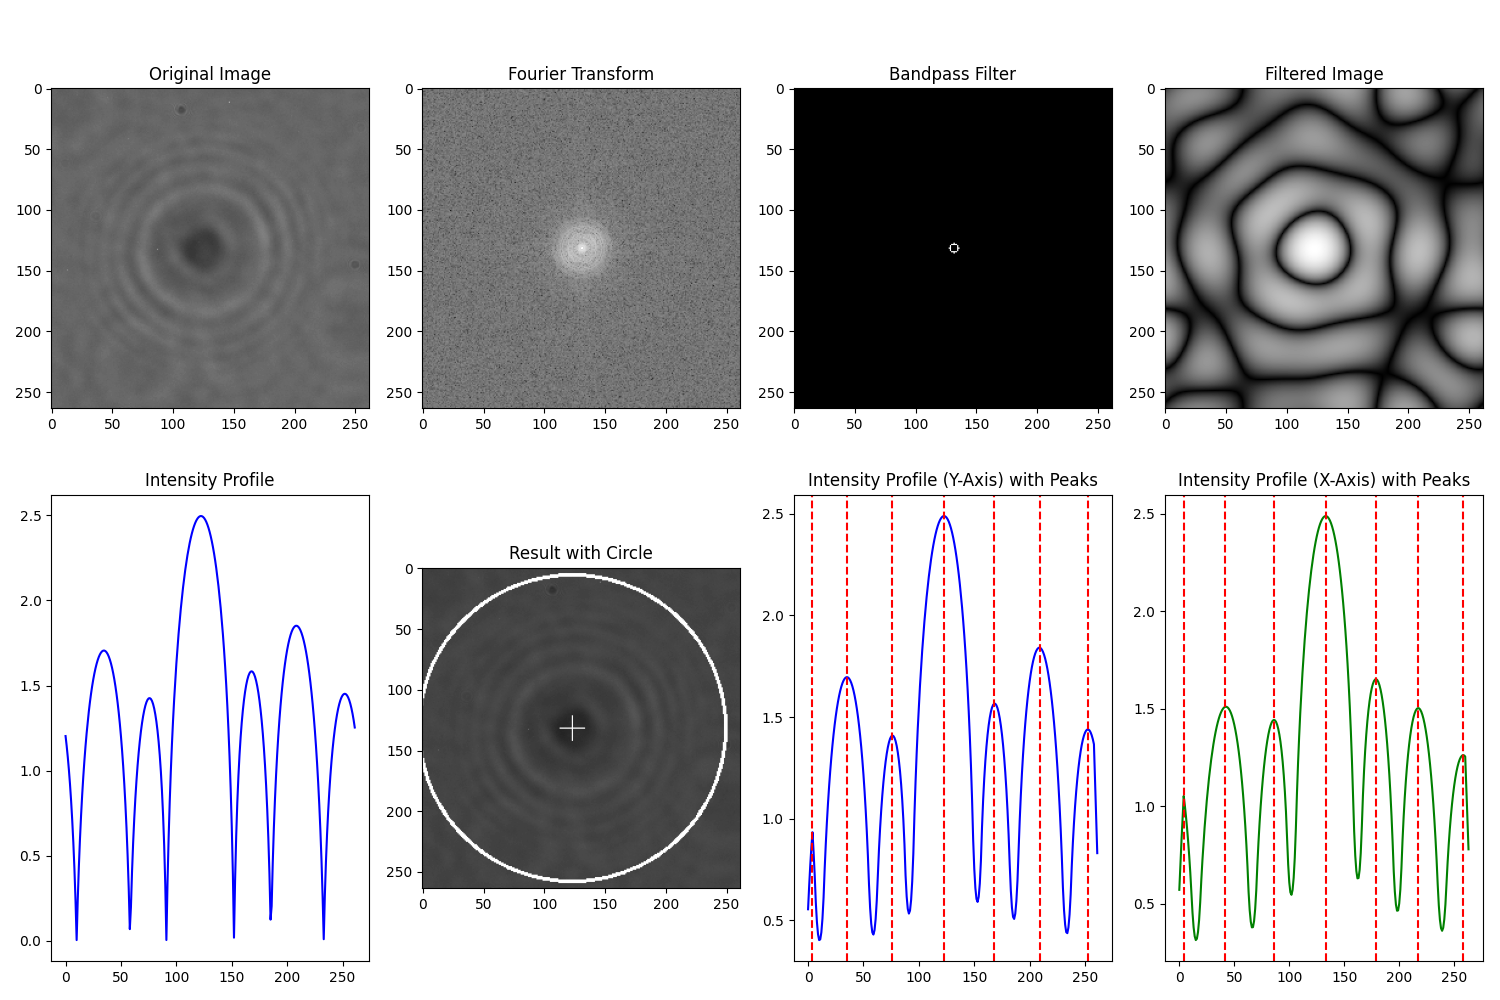 Original Image
Fourier Transform
Bandpass Filter
Filtered Image
0
50
100
150
200
250
0 50 100 150 200 250
0
50
100
150
200
250
0 50 100 150 200 250
0
50
100
150
200
250
0 50 100 150 200 250
0
50
100
150
200
250
0 50 100 150 200 250
Intensity Profile
2.5
2.0
1.5
1.0
0.5
0.0
0 50 100 150 200 250
Result with Circle
0
50
100
150
200
250
0 50 100 150 200 250
Intensity Profile (Y-Axis) with Peaks
2.5
2.0
1.5
1.0
0.5
0 50 100 150 200 250
Intensity Profile (X-Axis) with Peaks
2.5
2.0
1.5
1.0
0.5
0 50 100 150 200 250